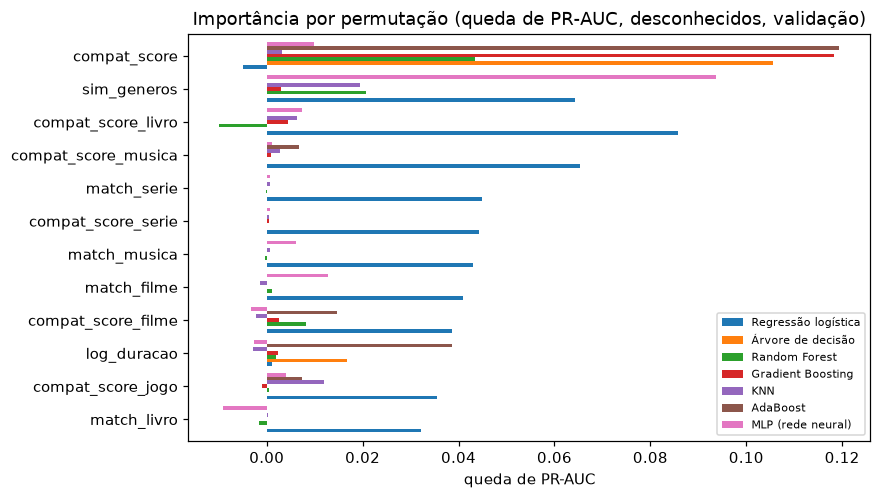 Importância por permutação (queda de PR-AUC, desconhecidos, validação)
compat_score
sim_generos
compat_score_livro
compat_score_musica
match_serie
compat_score_serie
match_musica
match_filme
compat_score_filme
log_duracao
compat_score_jogo
match_livro
Regressão logística
Árvore de decisão
Random Forest
Gradient Boosting
KNN
AdaBoost
MLP (rede neural)
0.00 0.02 0.04 0.06 0.08 0.10 0.12
queda de PR-AUC